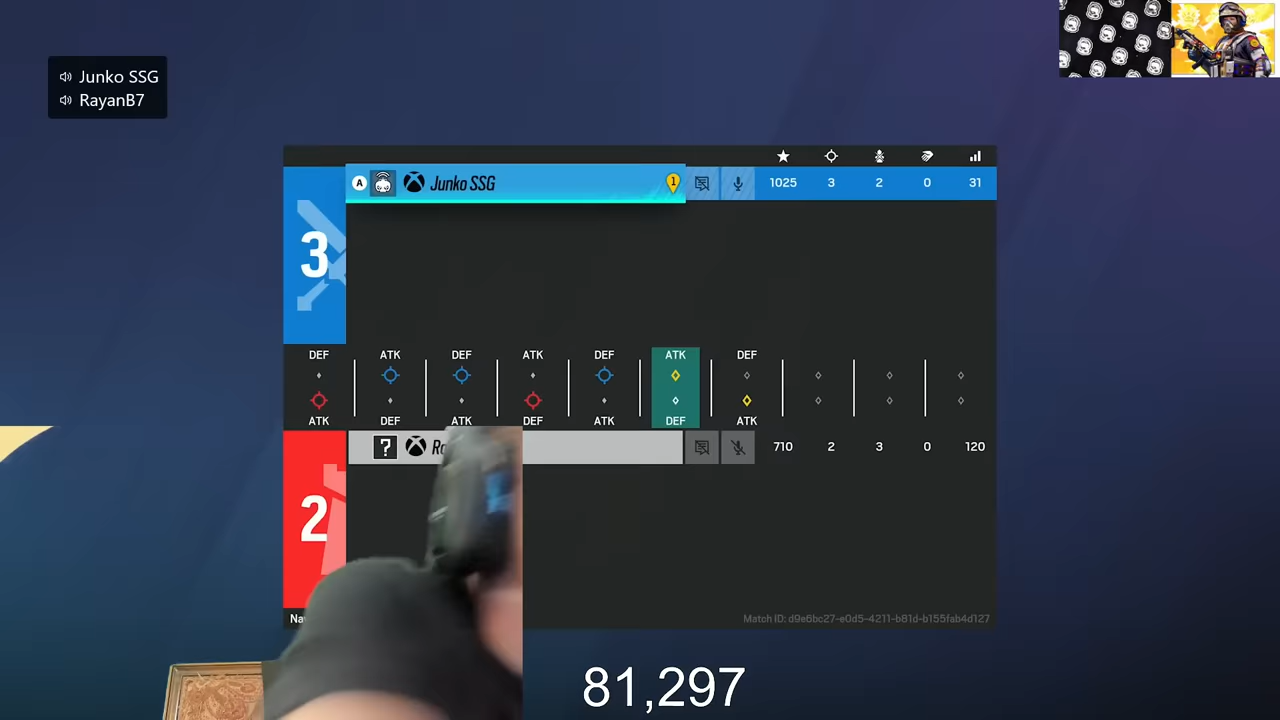 Junko SSG
RayanB7
A Junko SSG 1 1025 3 2 0 31
3
DEF ATK DEF ATK DEF ATK DEF
ATK DEF ATK DEF ATK DEF ATK
? 710 2 3 0 120
2
Match ID: d9e6bc27-e0d5-4211-b81d-b155fab4d127
81,297